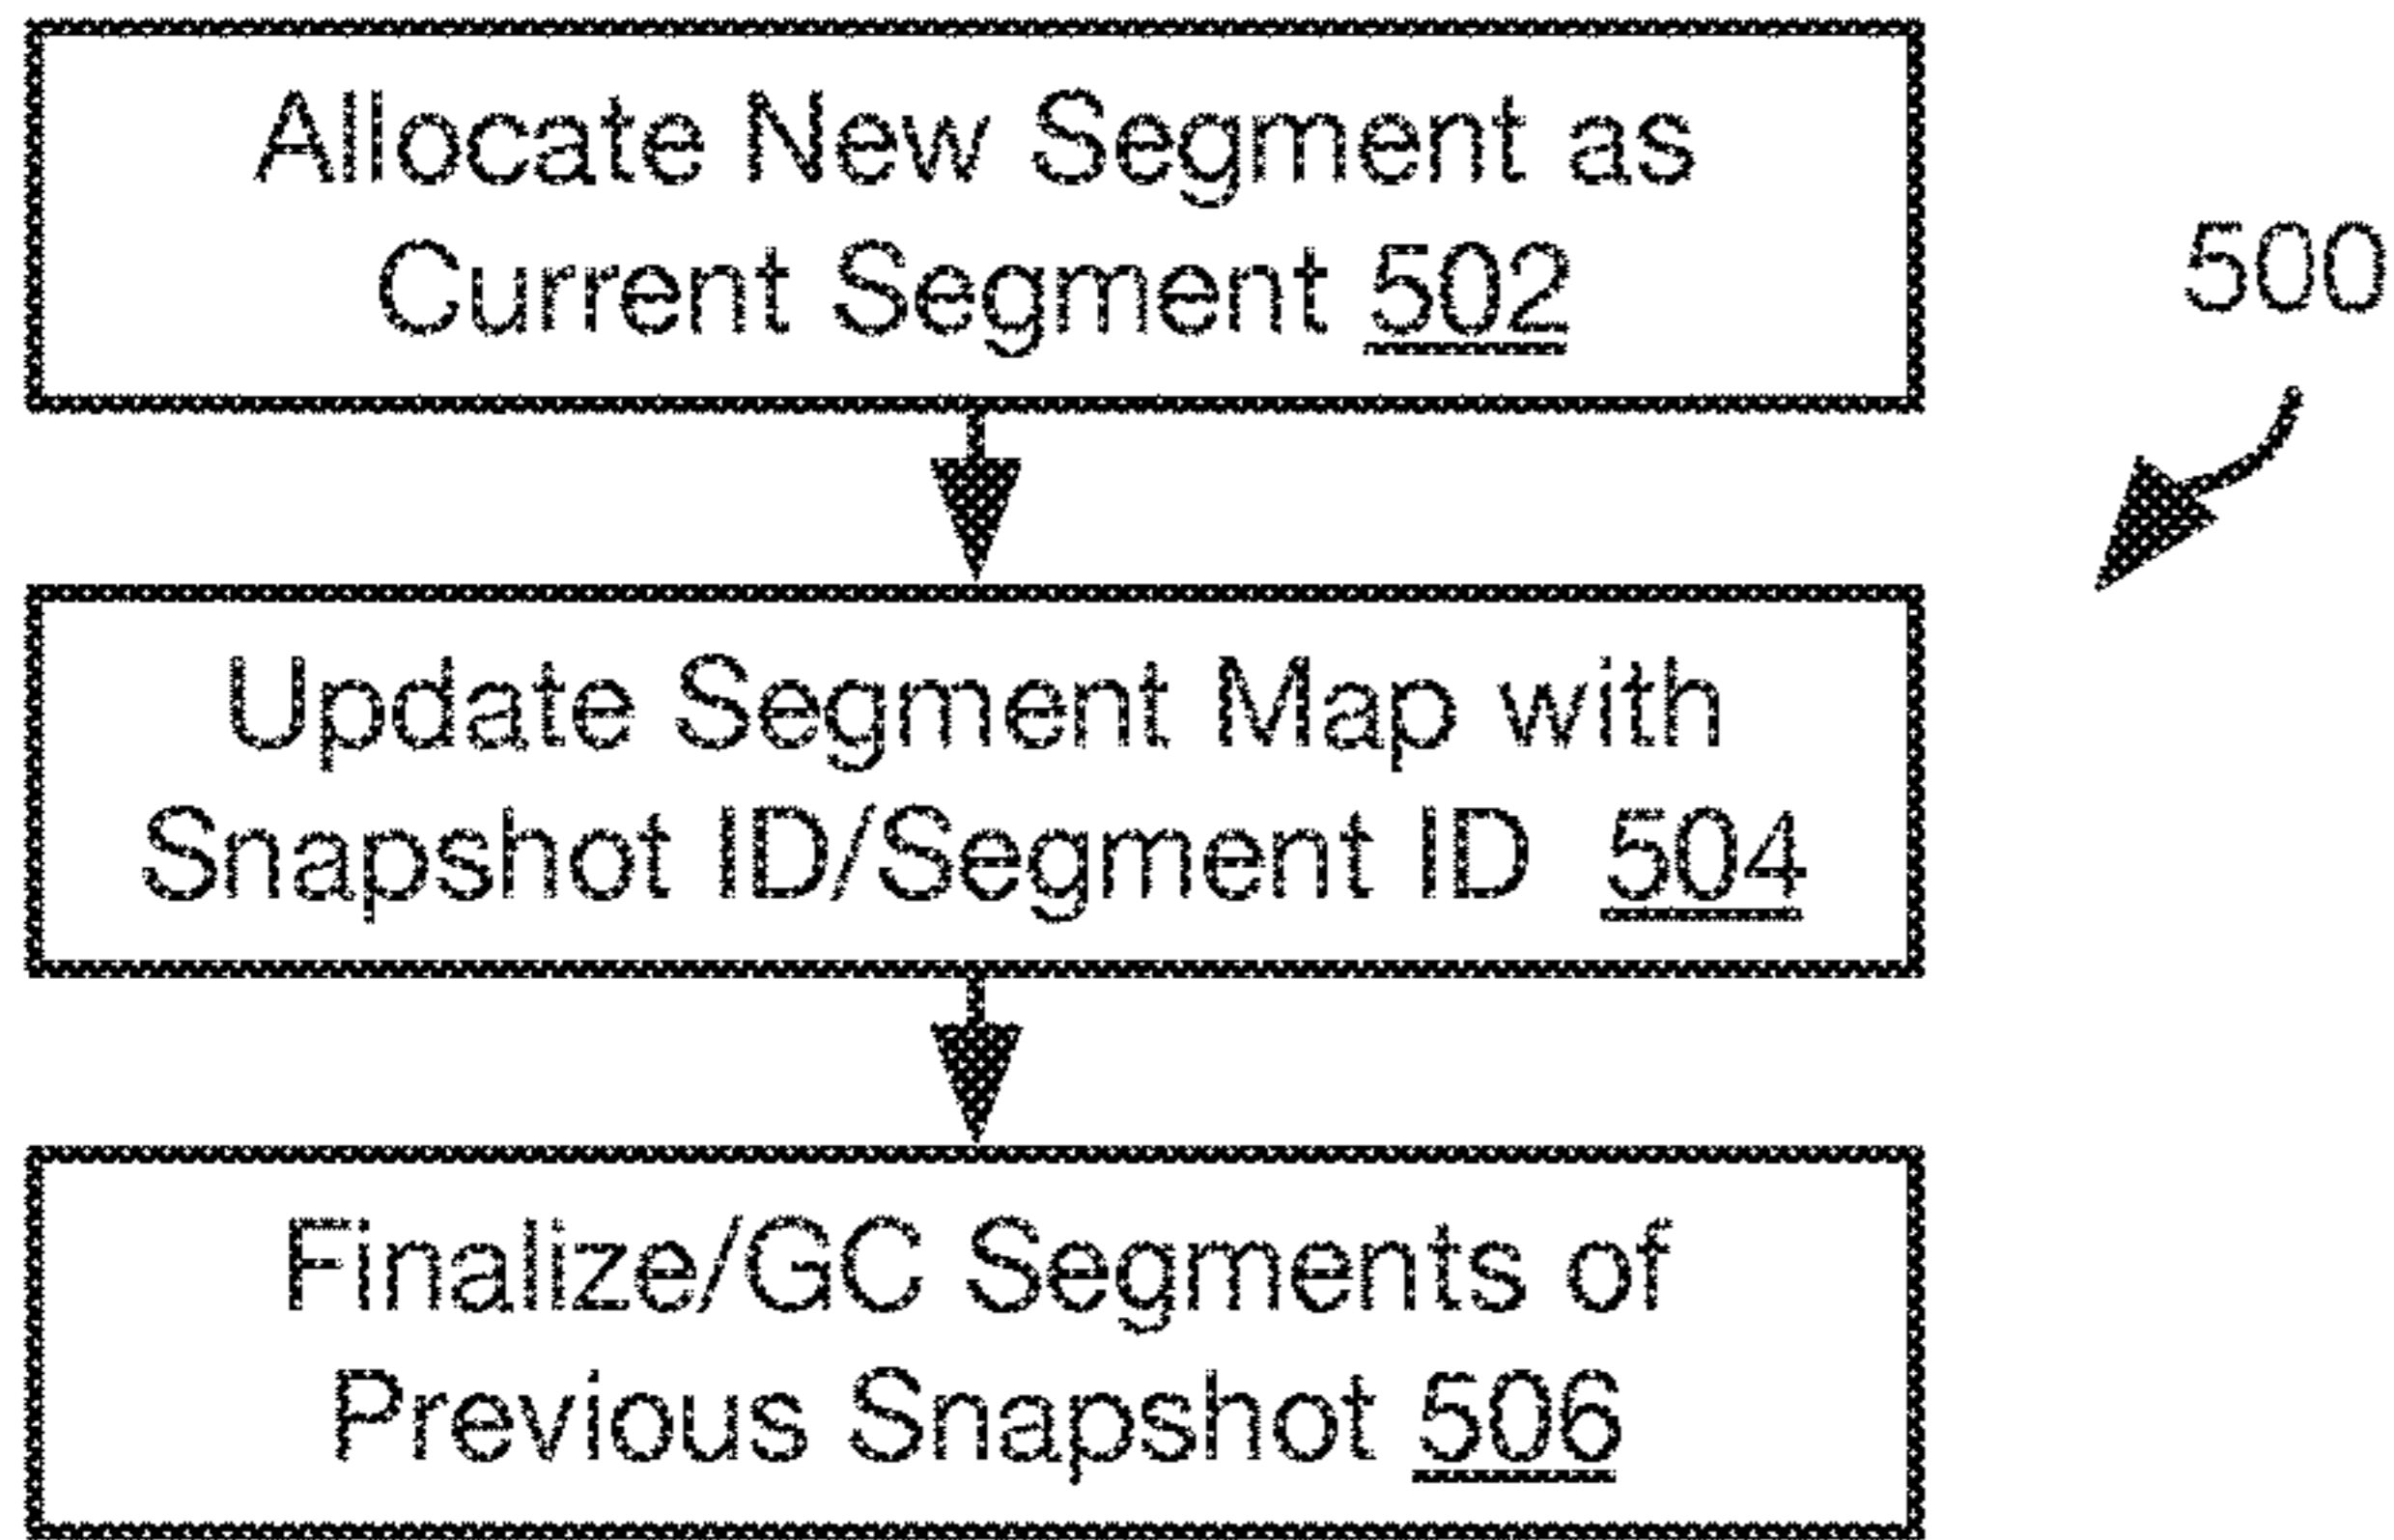 Allocate New Segment as
Current Segment 502
500
Update Segment Map with
Snapshot ID/Segment ID 504
Finalize/GC Segments of
Previous Snapshot 506